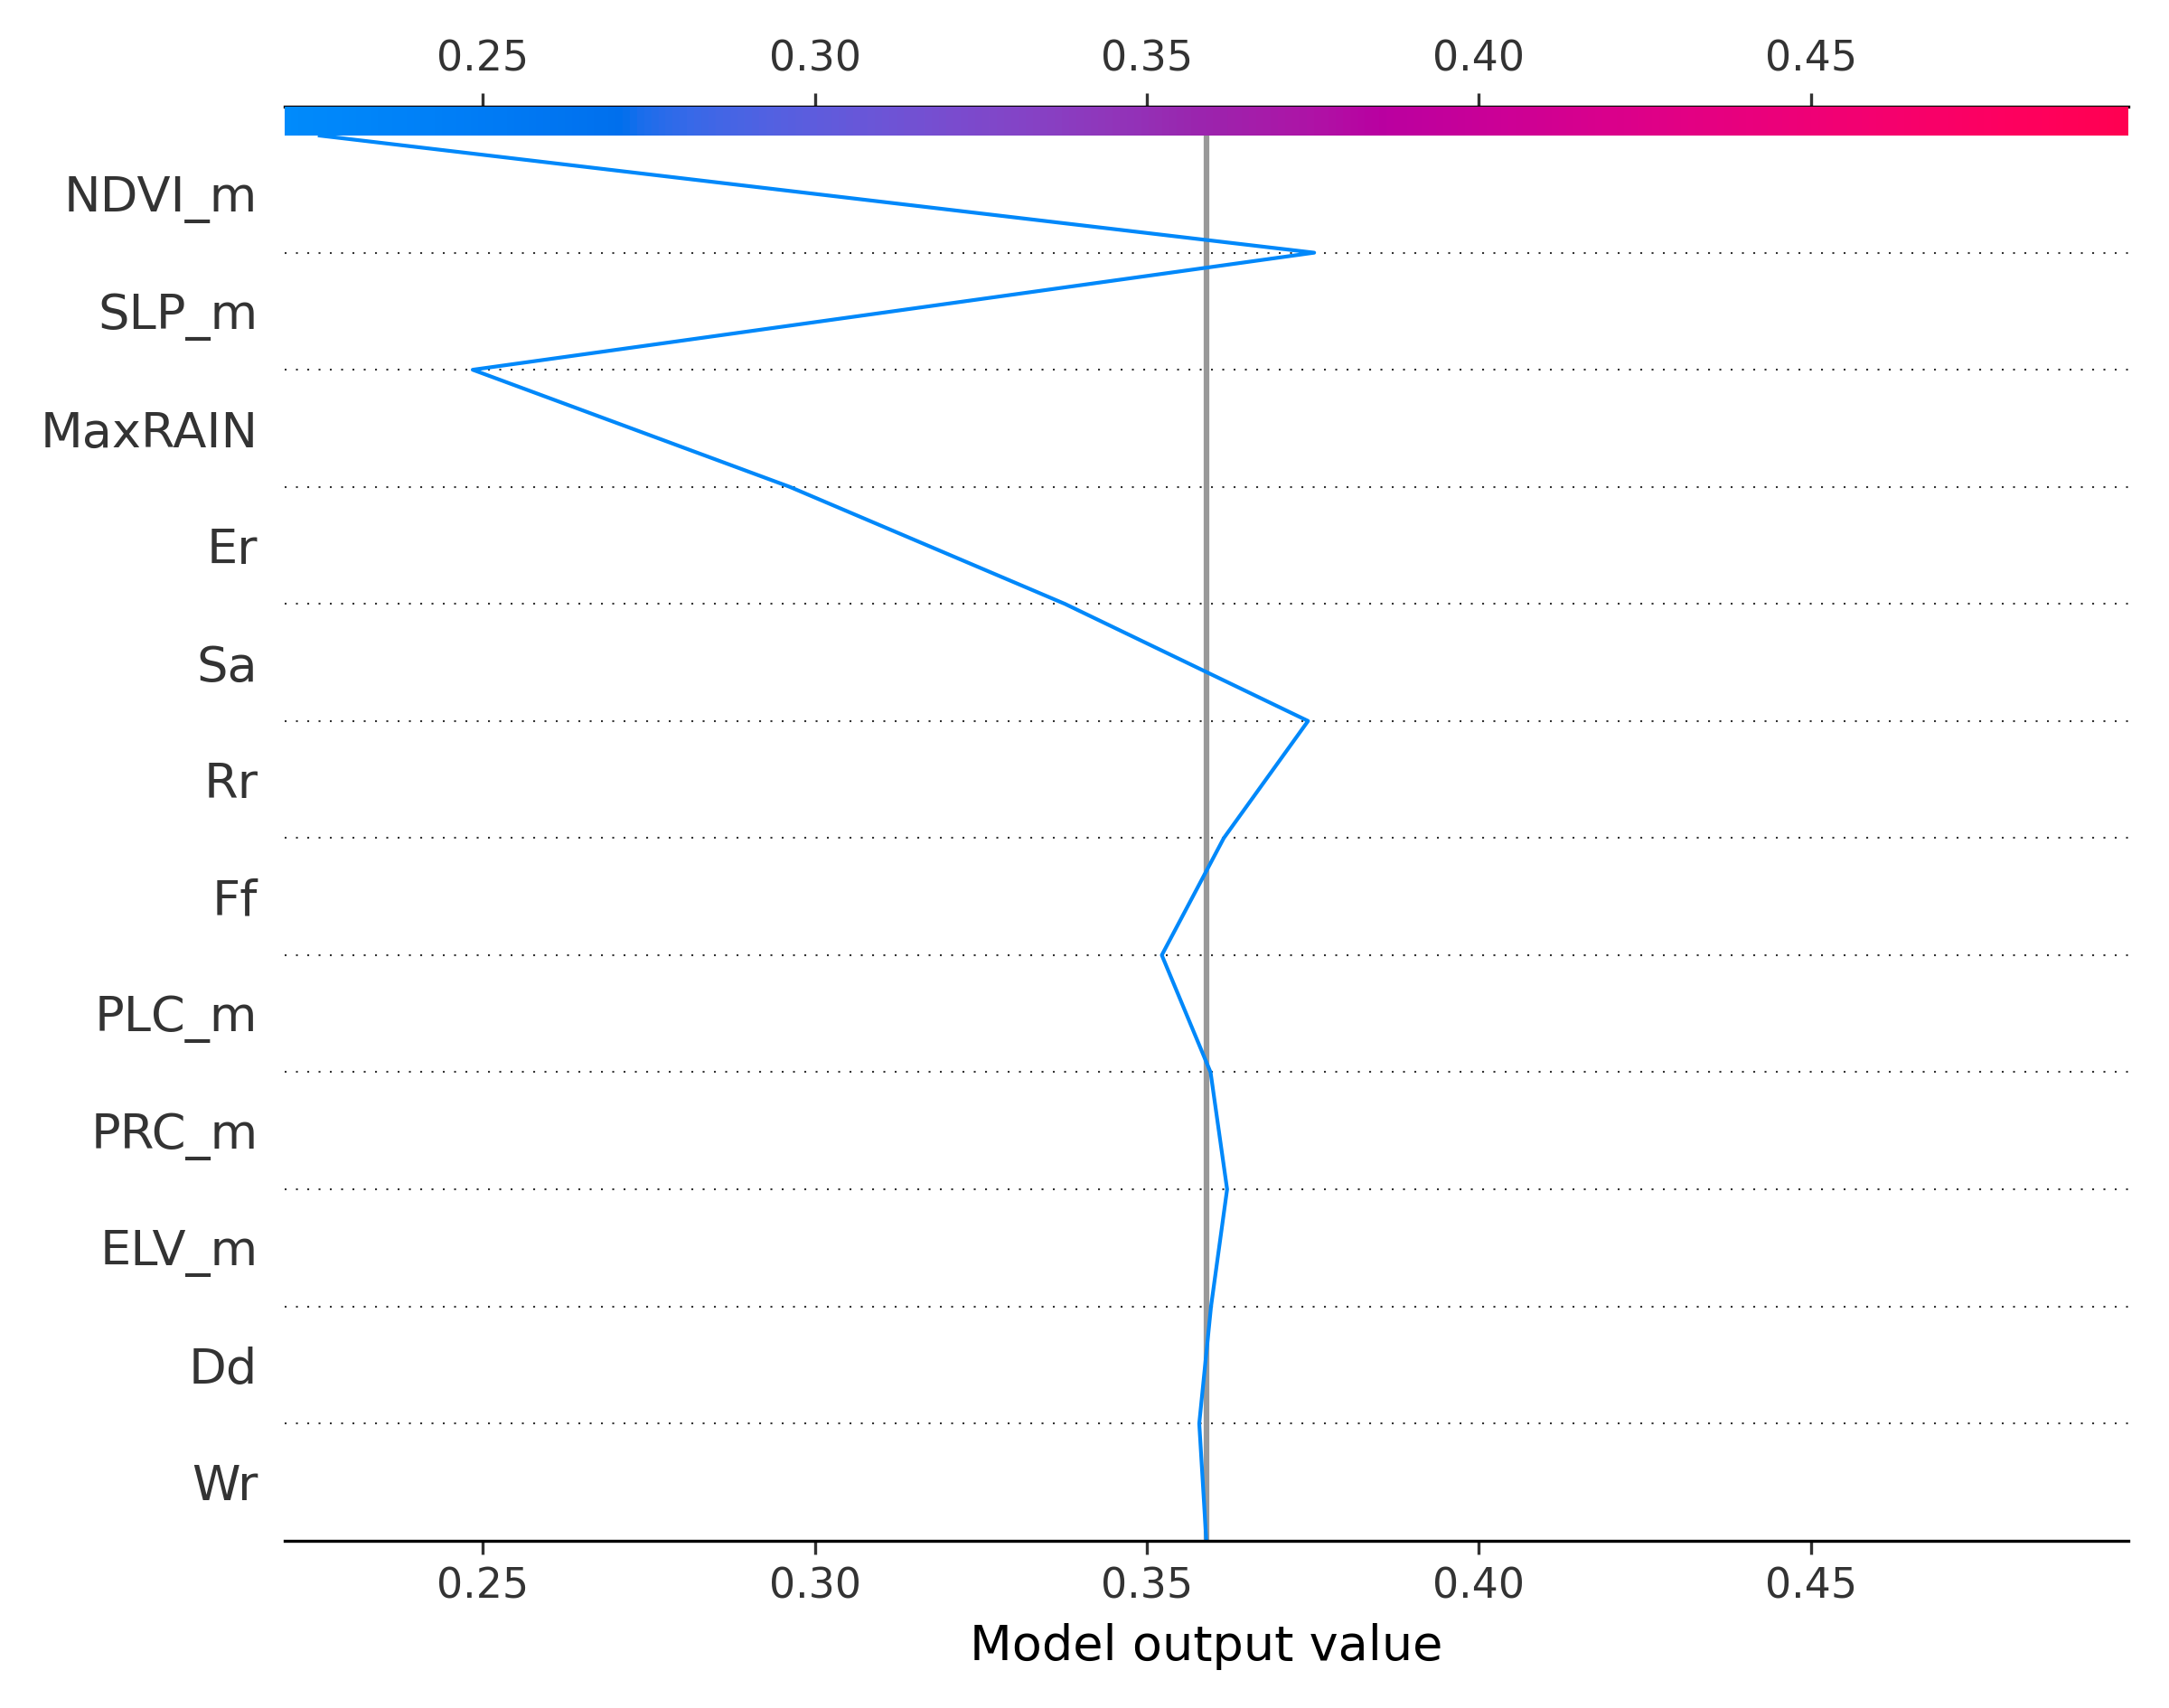 0.25 0.30 0.35 0.40 0.45
NDVI_m
SLP_m
MaxRAIN
Er
Sa
Rr
Ff
PLC_m
PRC_m
ELV_m
Dd
Wr
0.25 0.30 0.35 0.40 0.45
Model output value